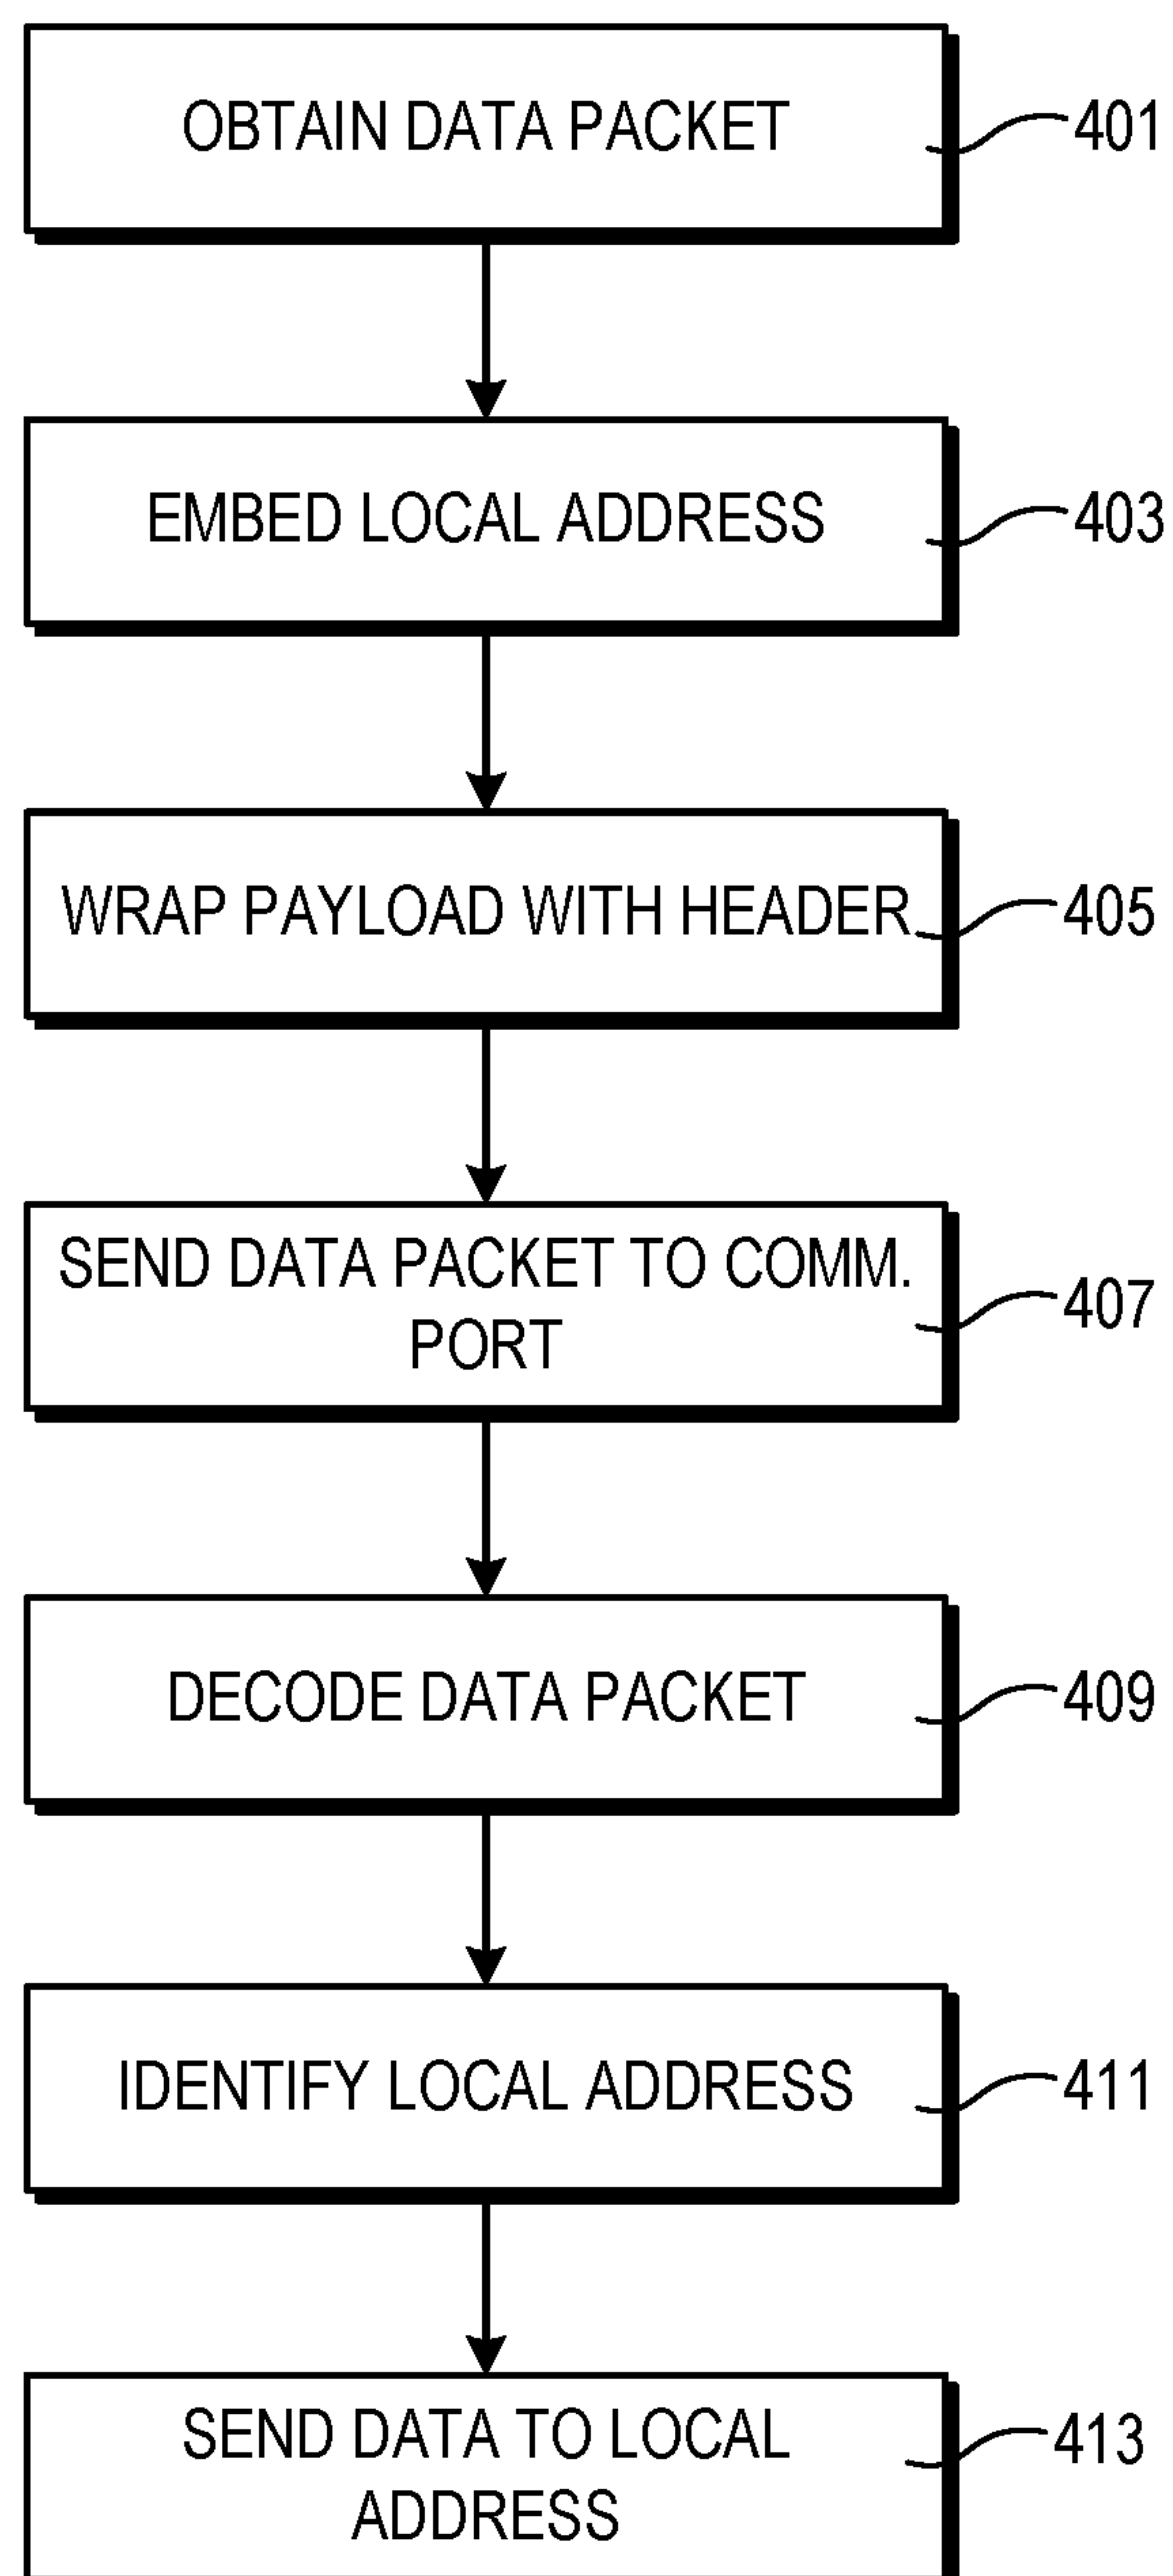 OBTAIN DATA PACKET
401
EMBED LOCAL ADDRESS
403
WRAP PAYLOAD WITH HEADER
405
SEND DATA PACKET TO COMM.
PORT
407
DECODE DATA PACKET
409
IDENTIFY LOCAL ADDRESS
411
SEND DATA TO LOCAL
ADDRESS
413